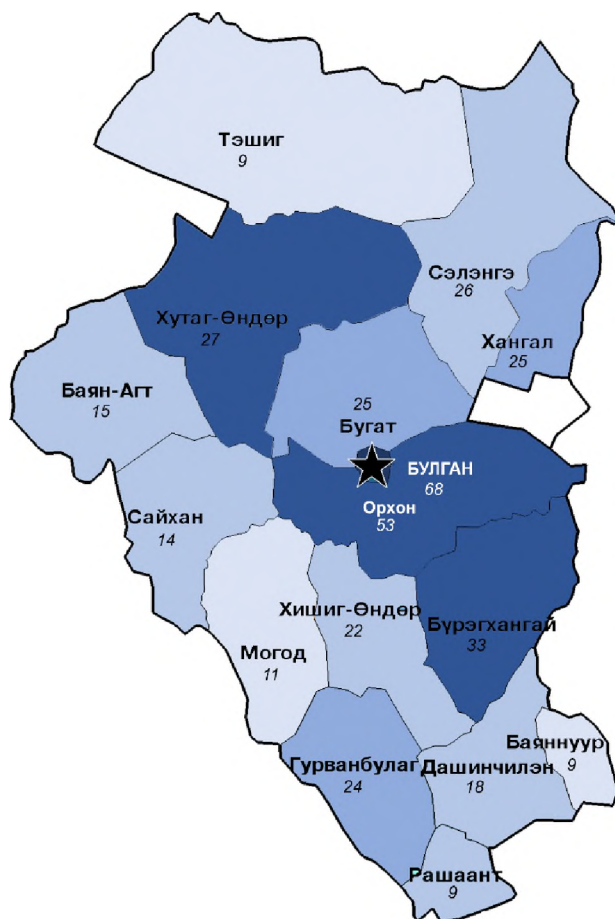 Тэшиг
9
Сэлэнгэ
26
Хутаг-Өндөр
27
Хангал
25
Баян-Агт
15
25
Бугат
БУЛГАН
68
Орхон
53
Сайхан
14
Хишиг-Өндөр
22
Бүрэгхангай
33
Могод
11
Баяннуур
9
Гурванбулаг
24
Дашинчилэн
18
Рашаант
9